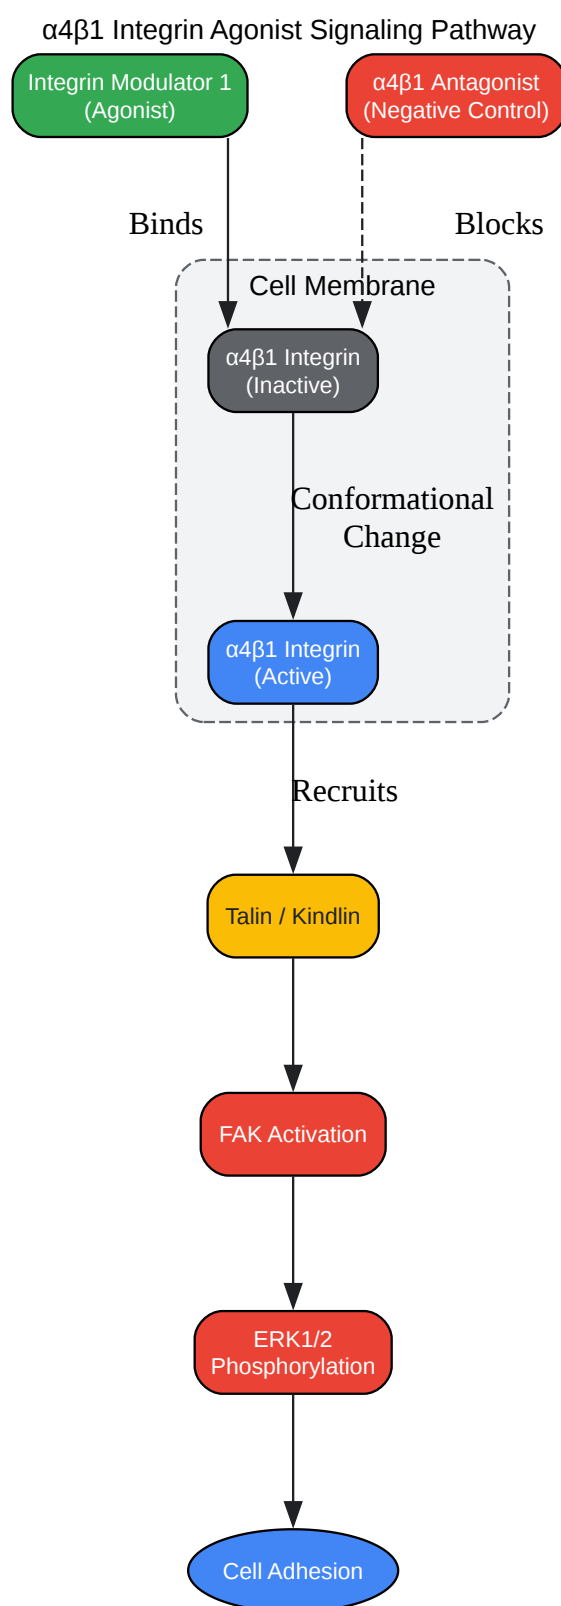 α4β1 Integrin Agonist Signaling Pathway
Integrin Modulator 1
(Agonist)
α4β1 Antagonist
(Negative Control)
Binds
Blocks
Cell Membrane
α4β1 Integrin
(Inactive)
Conformational
Change
α4β1 Integrin
(Active)
Recruits
Talin / Kindlin
FAK Activation
ERK1/2
Phosphorylation
Cell Adhesion